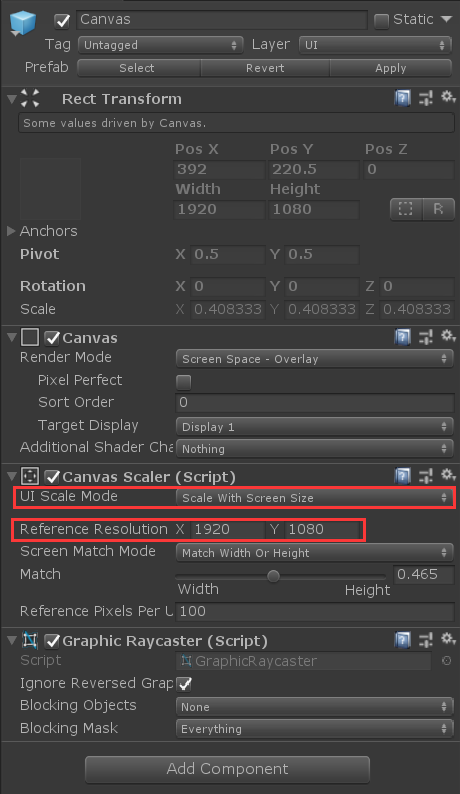 Canvas Static
Tag Untagged Layer UI
Prefab Select Revert Apply
Rect Transform
Some values driven by Canvas.
Pos X Pos Y Pos Z
392 220.5 0
Width Height
1920 1080
R
Anchors
Pivot X 0.5 Y 0.5
Rotation X 0 Y 0 Z 0
Scale X 0.408333 Y 0.408333 Z 0.408333
Canvas
Render Mode Screen Space - Overlay
Pixel Perfect
Sort Order 0
Target Display Display 1
Additional Shader Cha Nothing
Canvas Scaler (Script)
UI Scale Mode Scale With Screen Size
Reference Resolution X 1920 Y 1080
Screen Match Mode Match Width Or Height
Match 0.465
Width Height
Reference Pixels Per U 100
Graphic Raycaster (Script)
Script GraphicRaycaster
Ignore Reversed Grap
Blocking Objects None
Blocking Mask Everything
Add Component